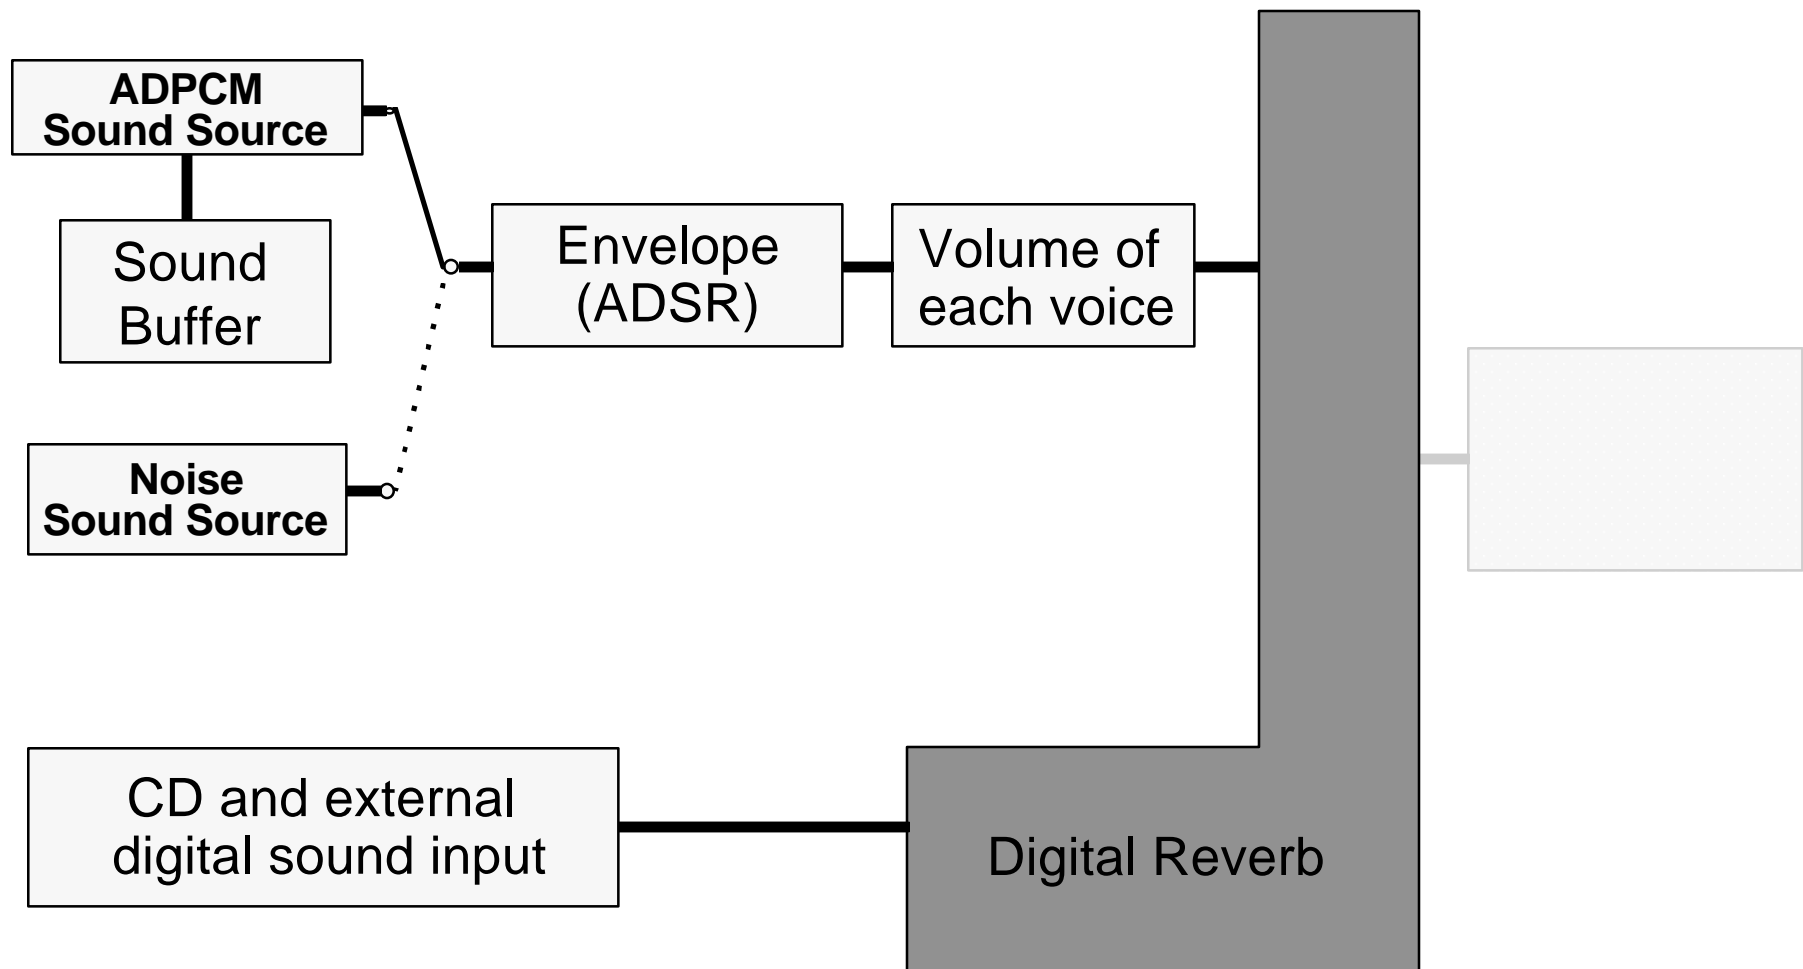 ADPCM
Sound Source
Sound
Buffer
Envelope
(ADSR)
Volume of
each voice
Noise
Sound Source
CD and external
digital sound input
Digital Reverb